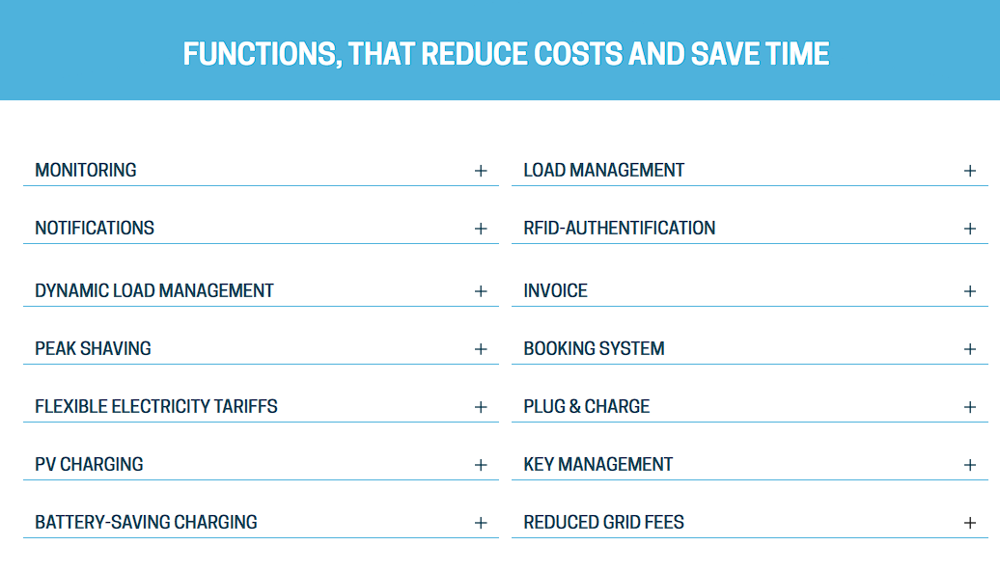 FUNCTIONS, THAT REDUCE COSTS AND SAVE TIME
MONITORING
LOAD MANAGEMENT
NOTIFICATIONS
RFID-AUTHENTIFICATION
DYNAMIC LOAD MANAGEMENT
INVOICE
PEAK SHAVING
BOOKING SYSTEM
FLEXIBLE ELECTRICITY TARIFFS
PLUG & CHARGE
PV CHARGING
KEY MANAGEMENT
BATTERY-SAVING CHARGING
REDUCED GRID FEES